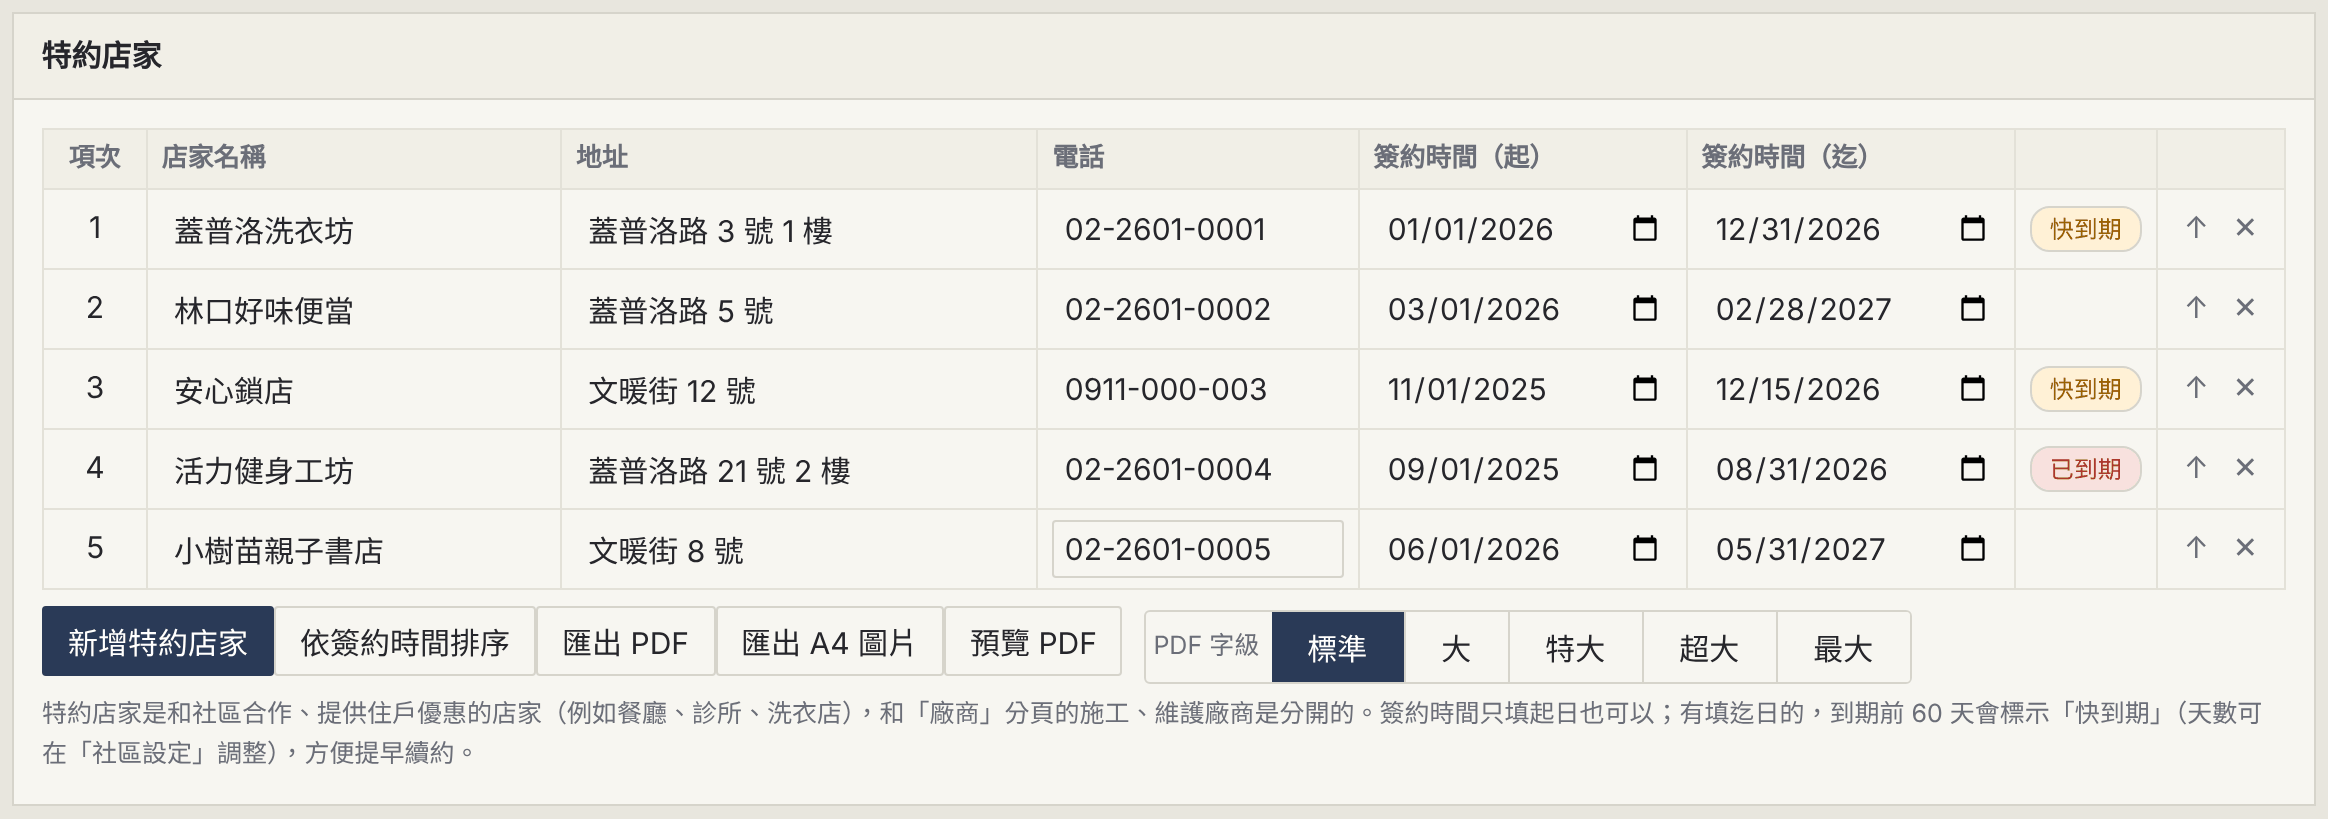 特約店家
項次 店家名稱 地址 電話 簽約時間（起） 簽約時間（迄）
1 蓋普洛洗衣坊 蓋普洛路 3 號 1 樓 02-2601-0001 01/01/2026 12/31/2026 快到期 ↑ ✕
2 林口好味便當 蓋普洛路 5 號 02-2601-0002 03/01/2026 02/28/2027 ↑ ✕
3 安心鎖店 文暖街 12 號 0911-000-003 11/01/2025 12/15/2026 快到期 ↑ ✕
4 活力健身工坊 蓋普洛路 21 號 2 樓 02-2601-0004 09/01/2025 08/31/2026 已到期 ↑ ✕
5 小樹苗親子書店 文暖街 8 號 02-2601-0005 06/01/2026 05/31/2027 ↑ ✕
新增特約店家 依簽約時間排序 匯出 PDF 匯出 A4 圖片 預覽 PDF PDF 字級 標準 大 特大 超大 最大
特約店家是和社區合作、提供住戶優惠的店家（例如餐廳、診所、洗衣店），和「廠商」分頁的施工、維護廠商是分開的。簽約時間只填起日也可以；有填迄日的，到期前 60 天會標示「快到期」（天數可
在「社區設定」調整），方便提早續約。